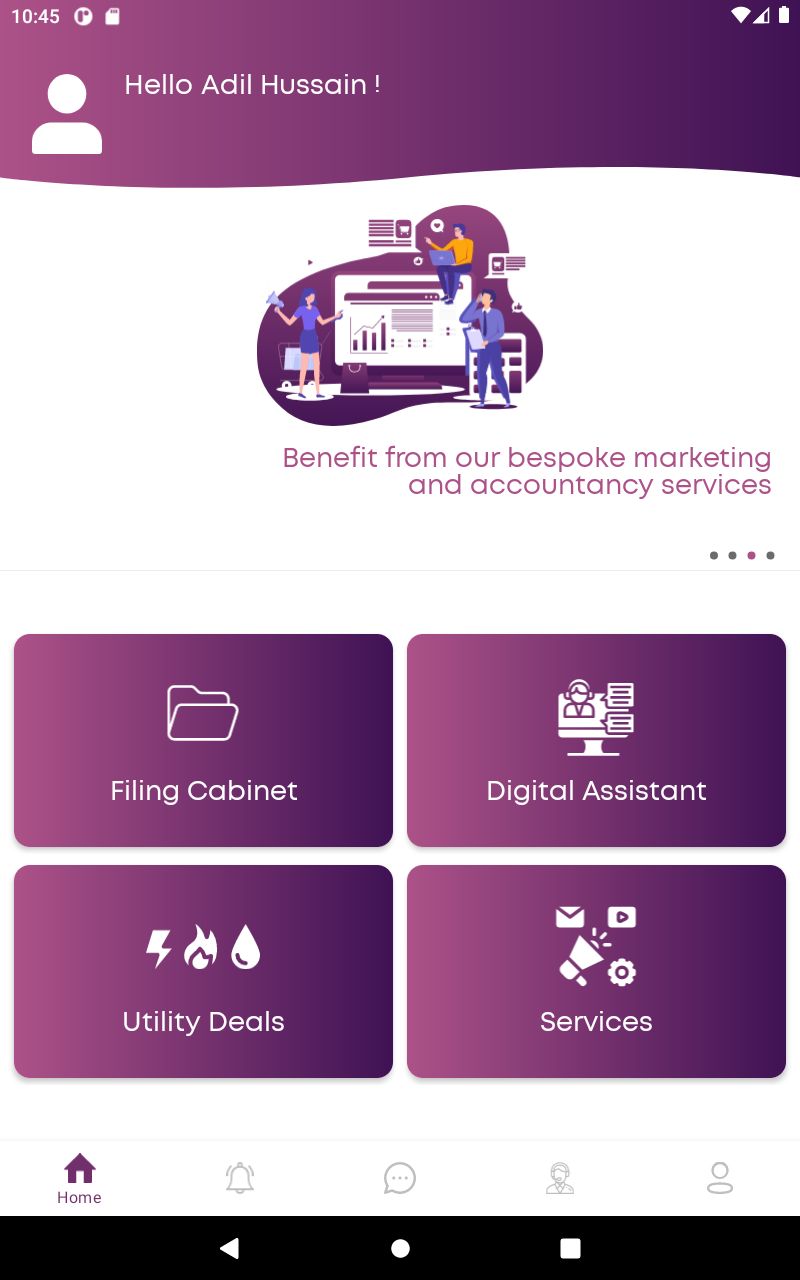 10:45
Hello Adil Hussain !
Benefit from our bespoke marketing
and accountancy services
Filing Cabinet
Digital Assistant
Utility Deals
Services
Home